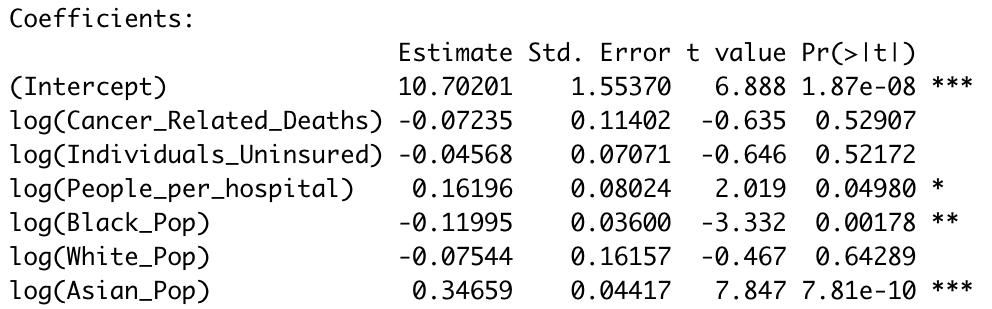 Coefficients:
Estimate Std. Error t value Pr(>|t|)
(Intercept) 10.70201 1.55370 6.888 1.87e-08 ***
log(Cancer_Related_Deaths) -0.07235 0.11402 -0.635 0.52907
log(Individuals_Uninsured) -0.04568 0.07071 -0.646 0.52172
log(People_per_hospital) 0.16196 0.08024 2.019 0.04980 *
log(Black_Pop) -0.11995 0.03600 -3.332 0.00178 **
log(White_Pop) -0.07544 0.16157 -0.467 0.64289
log(Asian_Pop) 0.34659 0.04417 7.847 7.81e-10 ***